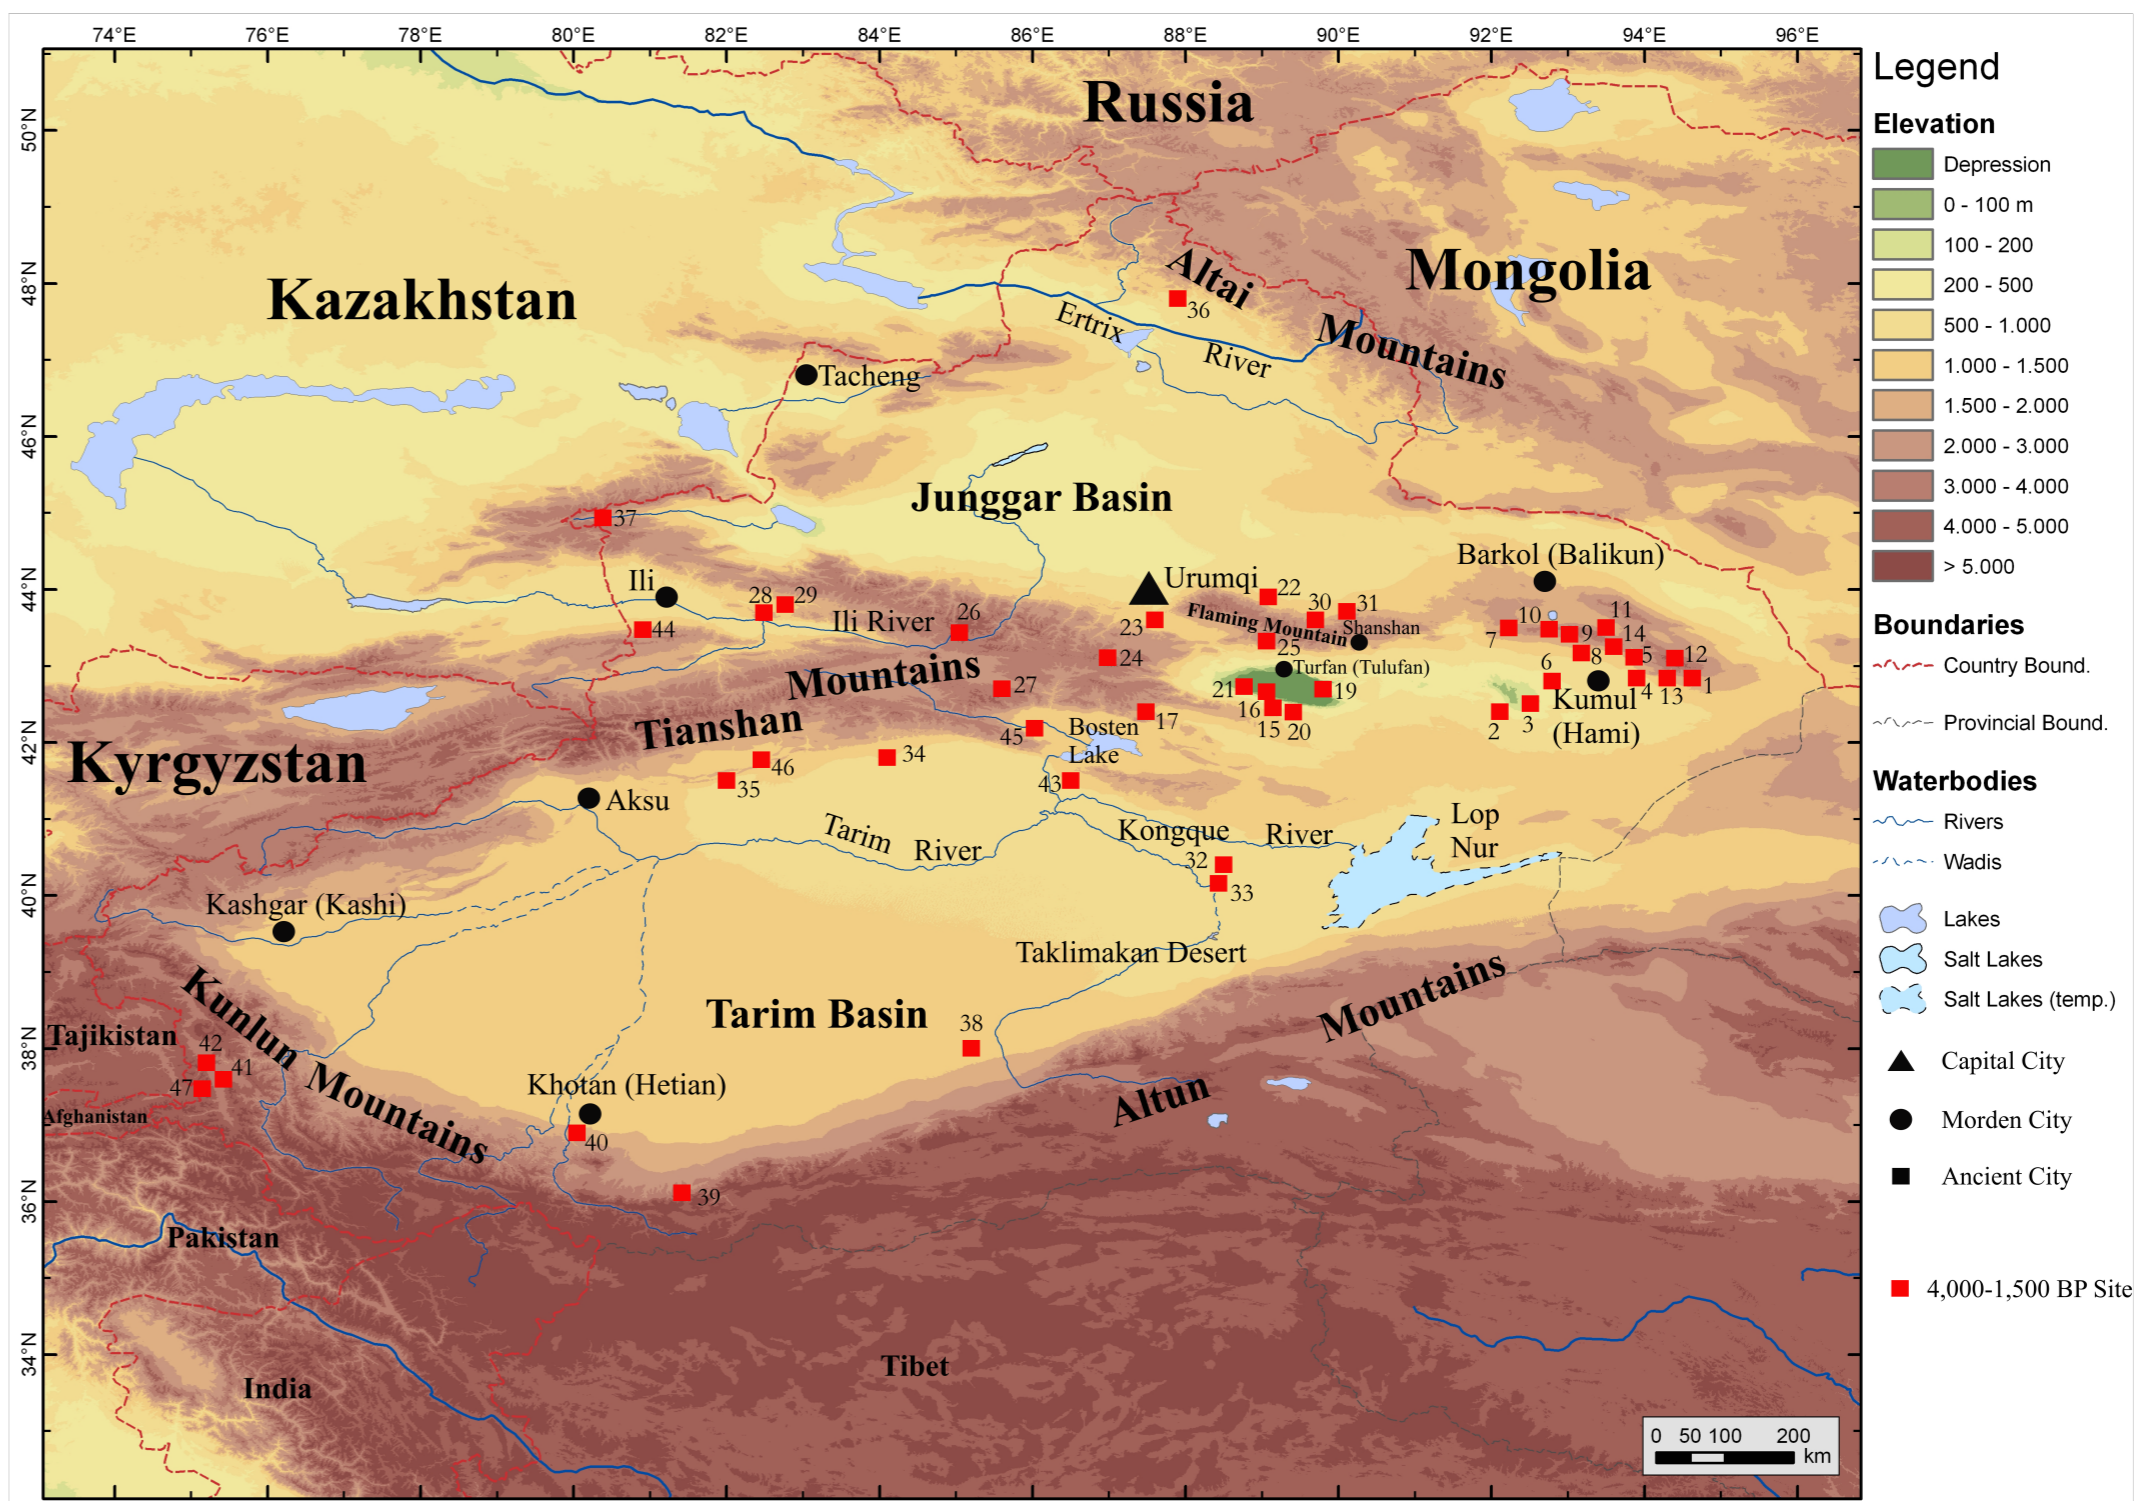 74°E 76°E 78°E 80°E 82°E 84°E 86°E 88°E 90°E 92°E 94°E 96°E
50°N
48°N
46°N
44°N
42°N
40°N
38°N
36°N
34°N
Russia
Kazakhstan
Mongolia
Altai
Mountains
36
Ertrix
River
Tacheng
Junggar Basin
37
Barkol (Balikun)
Ili
Urumqi
22
28
29
26
30
31
10
11
44
Ili River
23
Flaming Mountain
Shanshan
7
9
14
25
24
Turfan (Tulufan)
6
8
5
12
Mountains
27
21
19
16
15
20
17
Kumul
(Hami)
4
13
1
2
3
Tianshan
45
Bosten
Lake
Kyrgyzstan
46
34
35
43
Aksu
Tarim
River
Kongque
River
Lop
Nur
32
33
Kashgar (Kashi)
Taklimakan Desert
Kunlun
Mountains
Tarim Basin
38
Mountains
Altun
Tajikistan
42
41
47
Afghanistan
Khotan (Hetian)
40
39
Pakistan
India
Tibet
0 50 100 200
km
Legend
Elevation
Depression
0 - 100 m
100 - 200
200 - 500
500 - 1.000
1.000 - 1.500
1.500 - 2.000
2.000 - 3.000
3.000 - 4.000
4.000 - 5.000
> 5.000
Boundaries
Country Bound.
Provincial Bound.
Waterbodies
Rivers
Wadis
Lakes
Salt Lakes
Salt Lakes (temp.)
Capital City
Morden City
Ancient City
4,000-1,500 BP Site